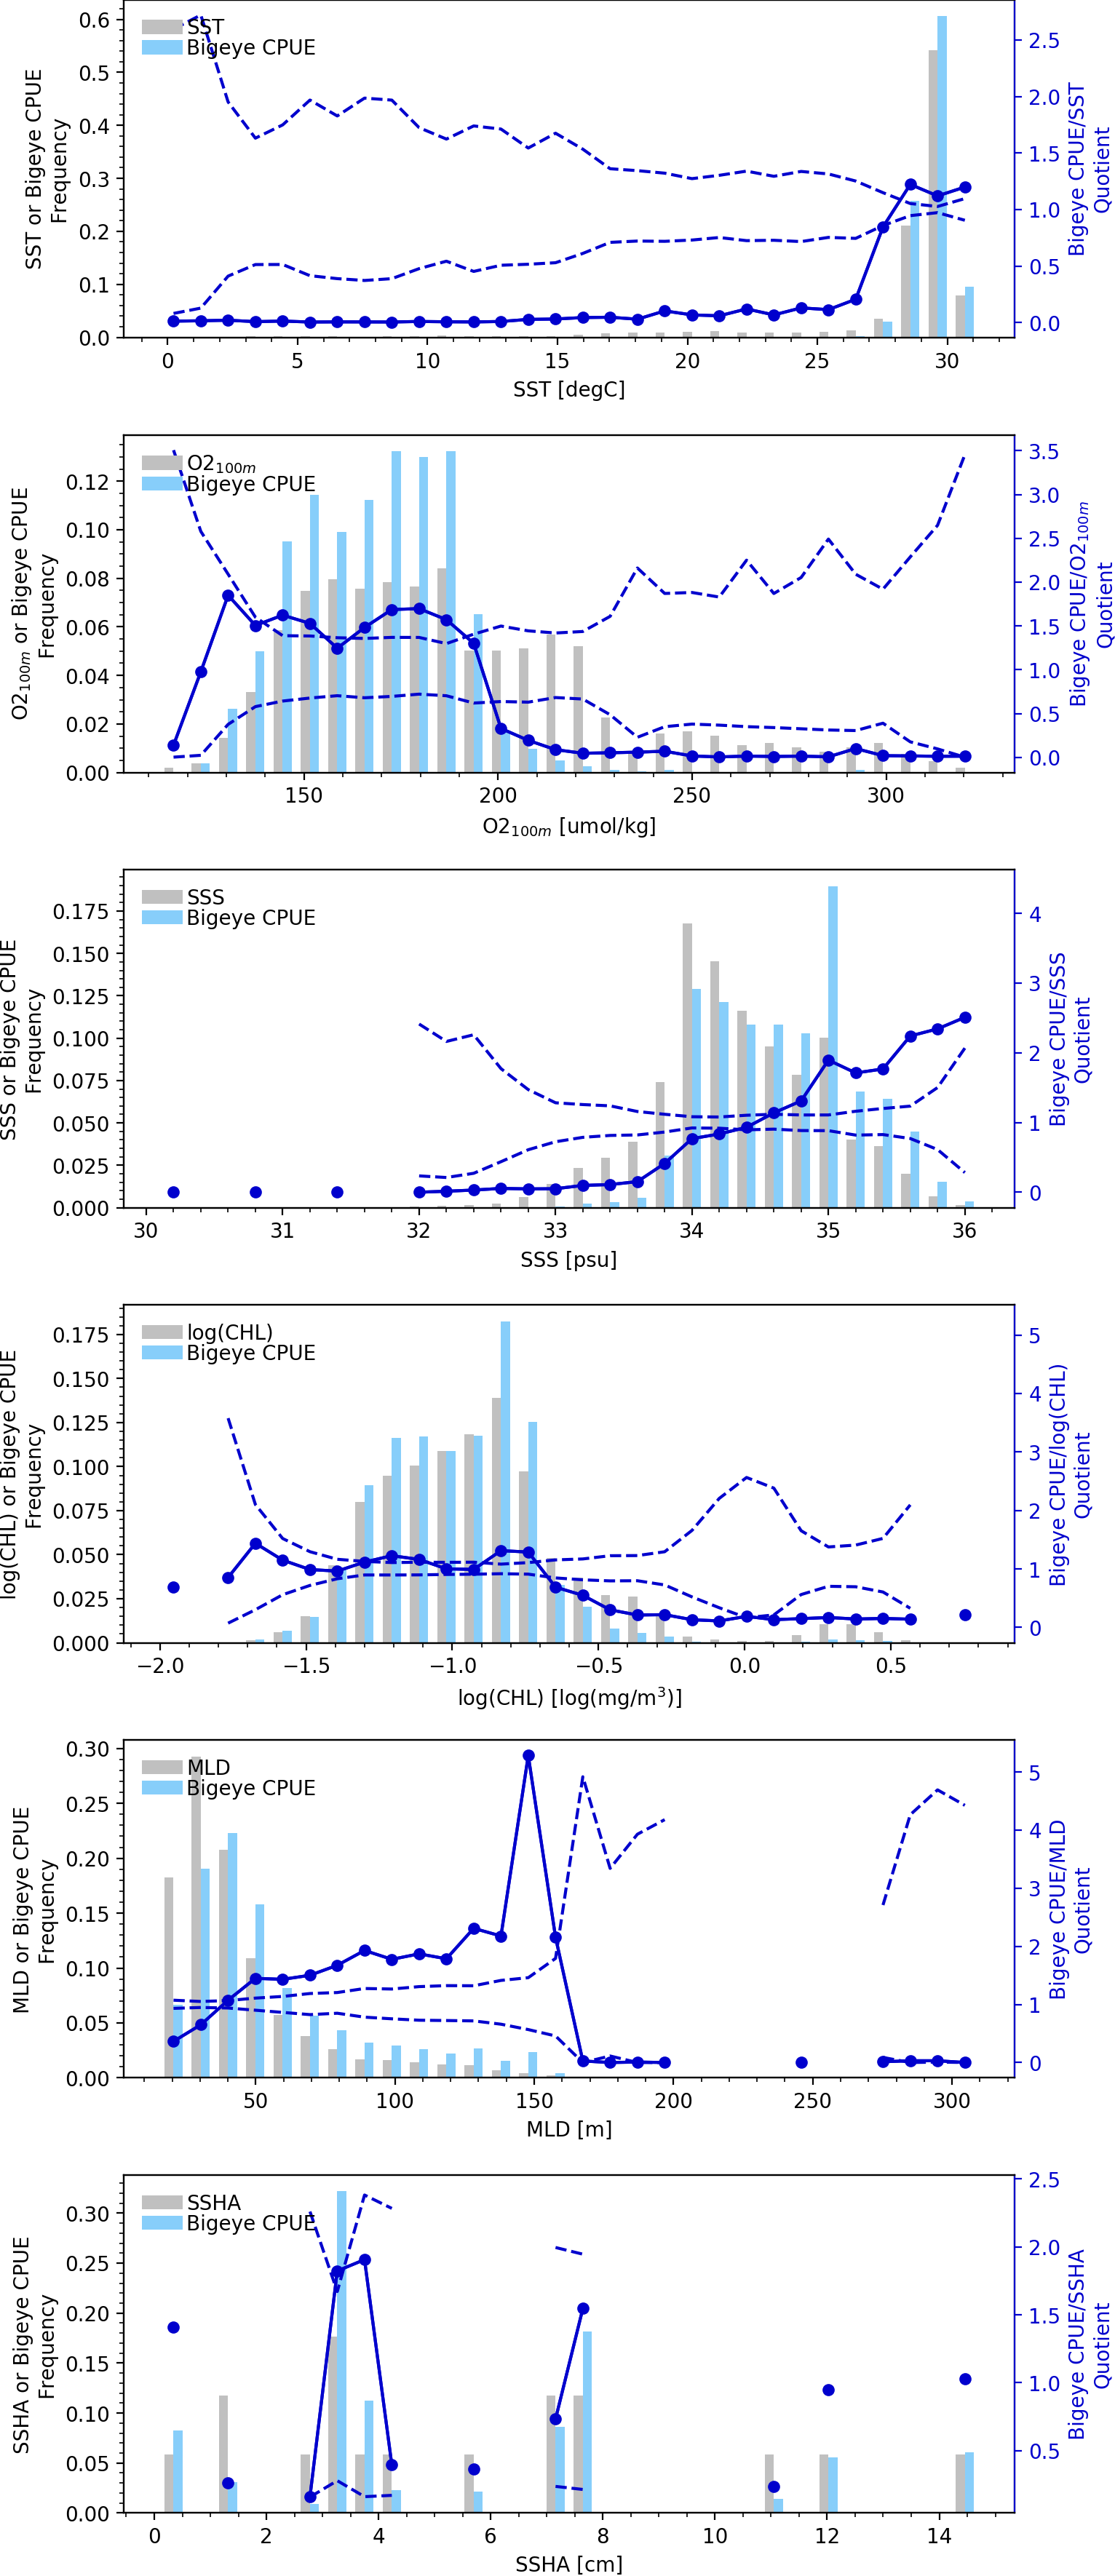 SST
Bigeye CPUE
SST or Bigeye CPUE
Frequency
0.6
0.5
0.4
0.3
0.2
0.1
0.0
2.5
2.0
1.5
1.0
0.5
0.0
Bigeye CPUE/SST
Quotient
0 5 10 15 20 25 30
SST [degC]
O2100m
Bigeye CPUE
O2100m or Bigeye CPUE
Frequency
0.12
0.10
0.08
0.06
0.04
0.02
0.00
3.5
3.0
2.5
2.0
1.5
1.0
0.5
0.0
Bigeye CPUE/O2100m
Quotient
150 200 250 300
O2100m [umol/kg]
SSS
Bigeye CPUE
SSS or Bigeye CPUE
Frequency
0.175
0.150
0.125
0.100
0.075
0.050
0.025
0.000
4
3
2
1
0
Bigeye CPUE/SSS
Quotient
30 31 32 33 34 35 36
SSS [psu]
log(CHL)
Bigeye CPUE
log(CHL) or Bigeye CPUE
Frequency
0.175
0.150
0.125
0.100
0.075
0.050
0.025
0.000
5
4
3
2
1
0
Bigeye CPUE/log(CHL)
Quotient
−2.0 −1.5 −1.0 −0.5 0.0 0.5
log(CHL) [log(mg/m³)]
MLD
Bigeye CPUE
MLD or Bigeye CPUE
Frequency
0.30
0.25
0.20
0.15
0.10
0.05
0.00
5
4
3
2
1
0
Bigeye CPUE/MLD
Quotient
50 100 150 200 250 300
MLD [m]
SSHA
Bigeye CPUE
SSHA or Bigeye CPUE
Frequency
0.30
0.25
0.20
0.15
0.10
0.05
0.00
2.5
2.0
1.5
1.0
0.5
Bigeye CPUE/SSHA
Quotient
0 2 4 6 8 10 12 14
SSHA [cm]